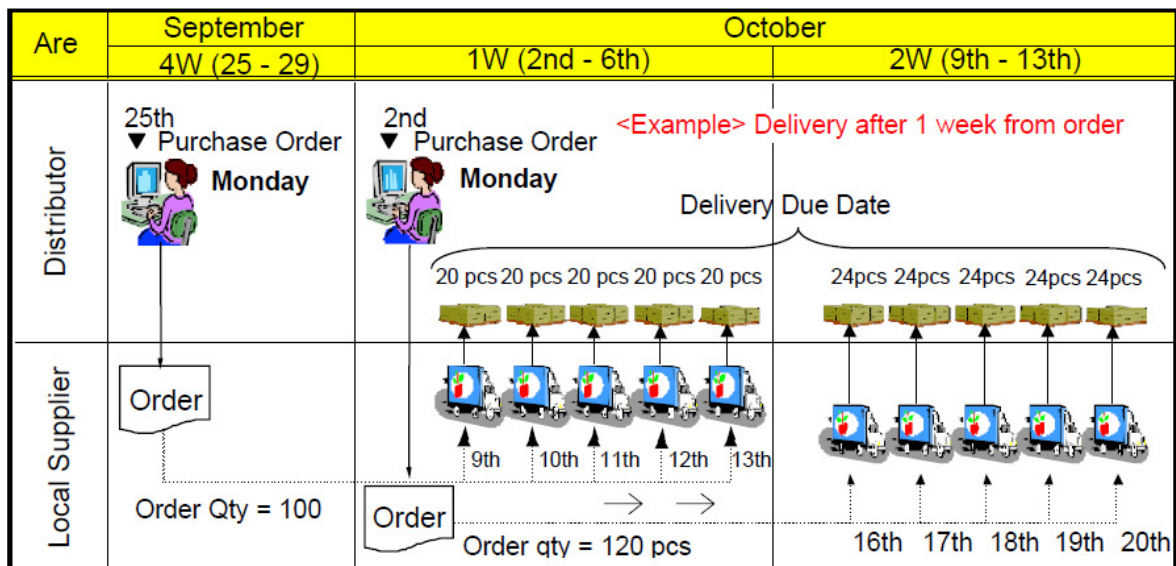 Are
September
October
4W (25 - 29)
1W (2nd - 6th)
2W (9th - 13th)
Distributor
25th
▼ Purchase Order
Monday
2nd
▼ Purchase Order
Monday
<Example> Delivery after 1 week from order
Delivery Due Date
20 pcs 20 pcs 20 pcs 20 pcs 20 pcs
24pcs 24pcs 24pcs 24pcs 24pcs
Local Supplier
Order
9th 10th 11th 12th 13th
Order Qty = 100
Order
Order qty = 120 pcs
16th 17th 18th 19th 20th